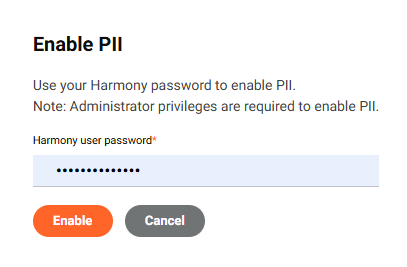 Enable PII
Use your Harmony password to enable PII.
Note: Administrator privileges are required to enable PII.
Harmony user password*
••••••••••••••
Enable Cancel